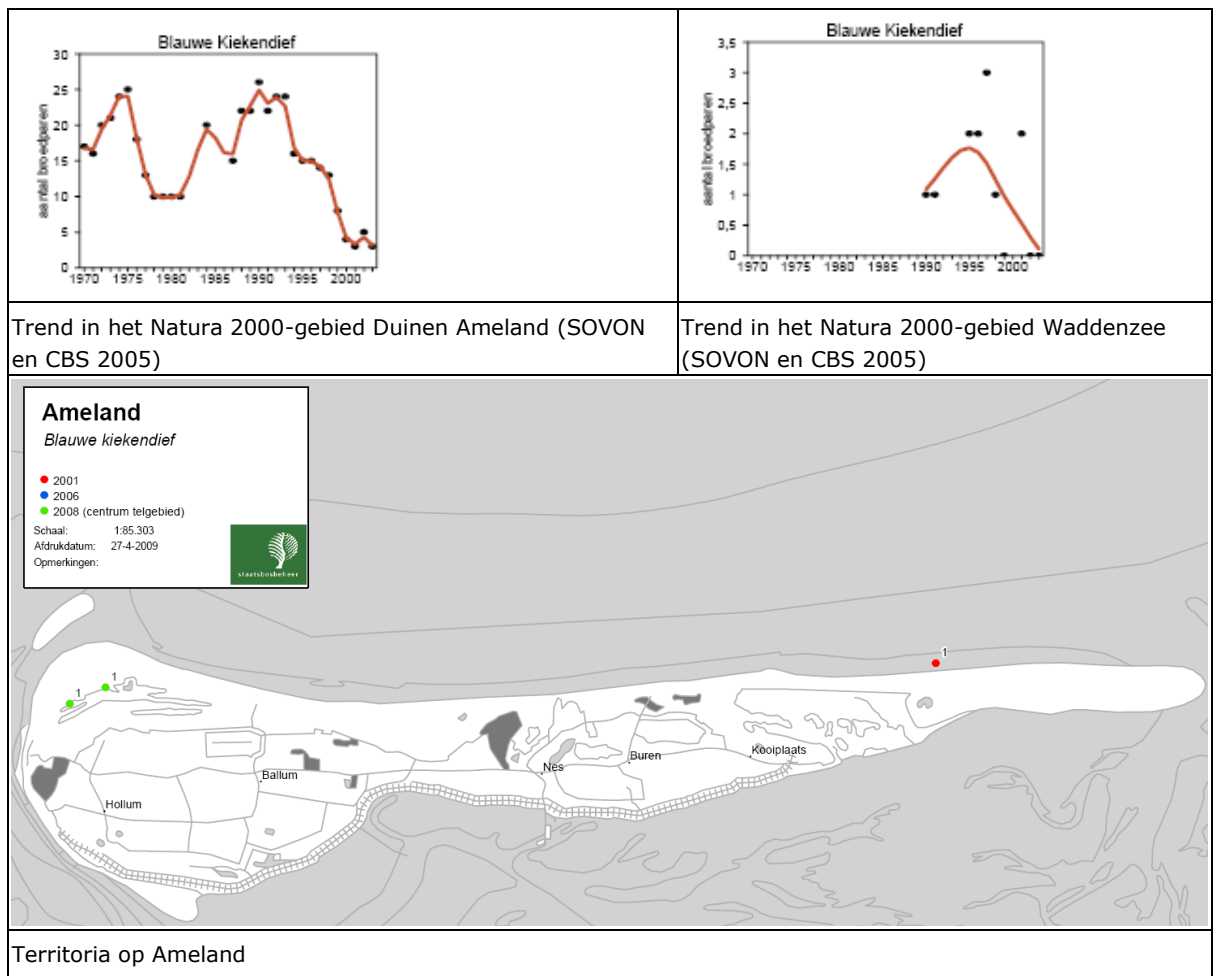 Blauwe Kiekendief
aantal broedparen
30
25
20
15
10
5
0
1970 1975 1980 1985 1990 1995 2000
Blauwe Kiekendief
aantal broedparen
3,5
3
2,5
2
1,5
1
0,5
0
1970 1975 1980 1985 1990 1995 2000
Trend in het Natura 2000-gebied Duinen Ameland (SOVON
en CBS 2005)
Trend in het Natura 2000-gebied Waddenzee
(SOVON en CBS 2005)
Ameland
Blauwe kiekendief
2001
2006
2008 (centrum telgebied)
Schaal: 1:85.303
Afdrukdatum: 27-4-2009
Opmerkingen:
staatsbosbeheer
1
1
1
Kooiplaats
Buren
Nes
Ballum
Hollum
Territoria op Ameland